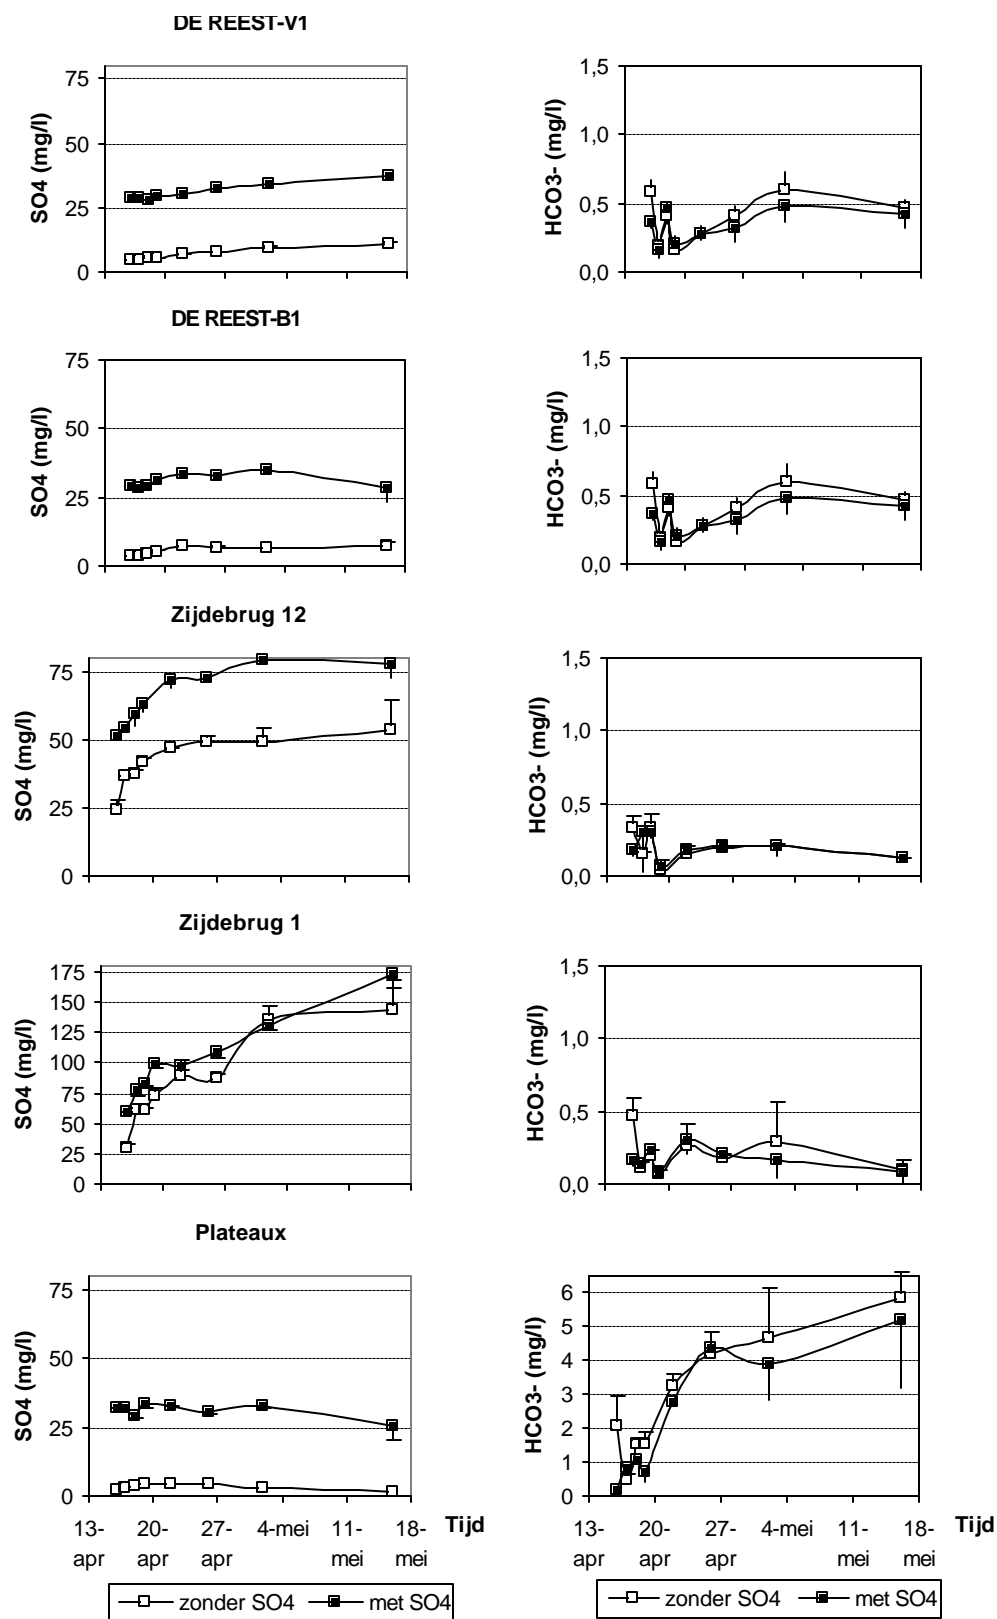 DE REEST-V1
SO4 (mg/l)
75
50
25
0
HCO3- (mg/l)
1,5
1,0
0,5
0,0
DE REEST-B1
SO4 (mg/l)
75
50
25
0
HCO3- (mg/l)
1,5
1,0
0,5
0,0
Zijdebrug 12
SO4 (mg/l)
75
50
25
0
HCO3- (mg/l)
1,5
1,0
0,5
0,0
Zijdebrug 1
SO4 (mg/l)
175
150
125
100
75
50
25
0
HCO3- (mg/l)
1,5
1,0
0,5
0,0
Plateaux
SO4 (mg/l)
75
50
25
0
13-apr 20-apr 27-apr 4-mei 11-mei 18-mei Tijd
HCO3- (mg/l)
6
5
4
3
2
1
0
13-apr 20-apr 27-apr 4-mei 11-mei 18-mei Tijd
zonder SO4 met SO4
zonder SO4 met SO4